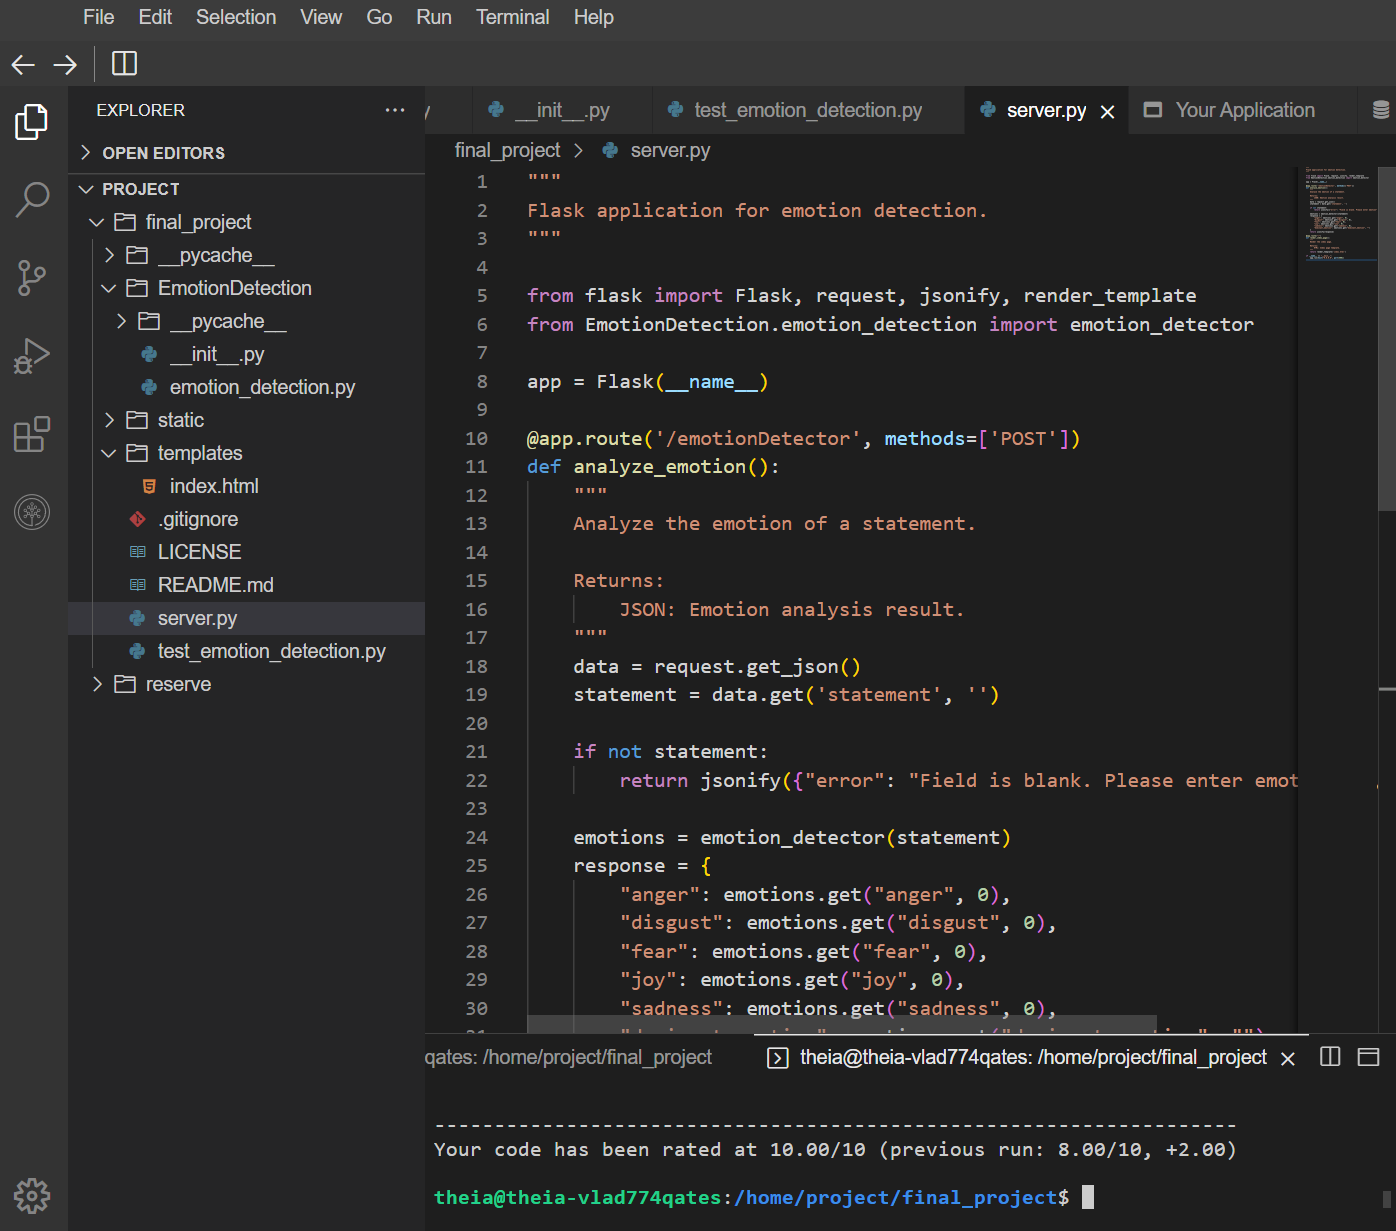 File Edit Selection View Go Run Terminal Help
EXPLORER
OPEN EDITORS
PROJECT
final_project
__pycache__
EmotionDetection
__pycache__
__init__.py
emotion_detection.py
static
templates
index.html
.gitignore
LICENSE
README.md
server.py
test_emotion_detection.py
reserve
y __init__.py test_emotion_detection.py server.py Your Application
final_project > server.py
1 """
2 Flask application for emotion detection.
3 """
4
5 from flask import Flask, request, jsonify, render_template
6 from EmotionDetection.emotion_detection import emotion_detector
7
8 app = Flask(__name__)
9
10 @app.route('/emotionDetector', methods=['POST'])
11 def analyze_emotion():
12 """
13 Analyze the emotion of a statement.
14
15 Returns:
16 JSON: Emotion analysis result.
17 """
18 data = request.get_json()
19 statement = data.get('statement', '')
20
21 if not statement:
22 return jsonify({"error": "Field is blank. Please enter emot
23
24 emotions = emotion_detector(statement)
25 response = {
26 "anger": emotions.get("anger", 0),
27 "disgust": emotions.get("disgust", 0),
28 "fear": emotions.get("fear", 0),
29 "joy": emotions.get("joy", 0),
30 "sadness": emotions.get("sadness", 0),
qates: /home/project/final_project theia@theia-vlad774qates: /home/project/final_project
-------------------------------------------------------------------
Your code has been rated at 10.00/10 (previous run: 8.00/10, +2.00)
theia@theia-vlad774qates:/home/project/final_project$